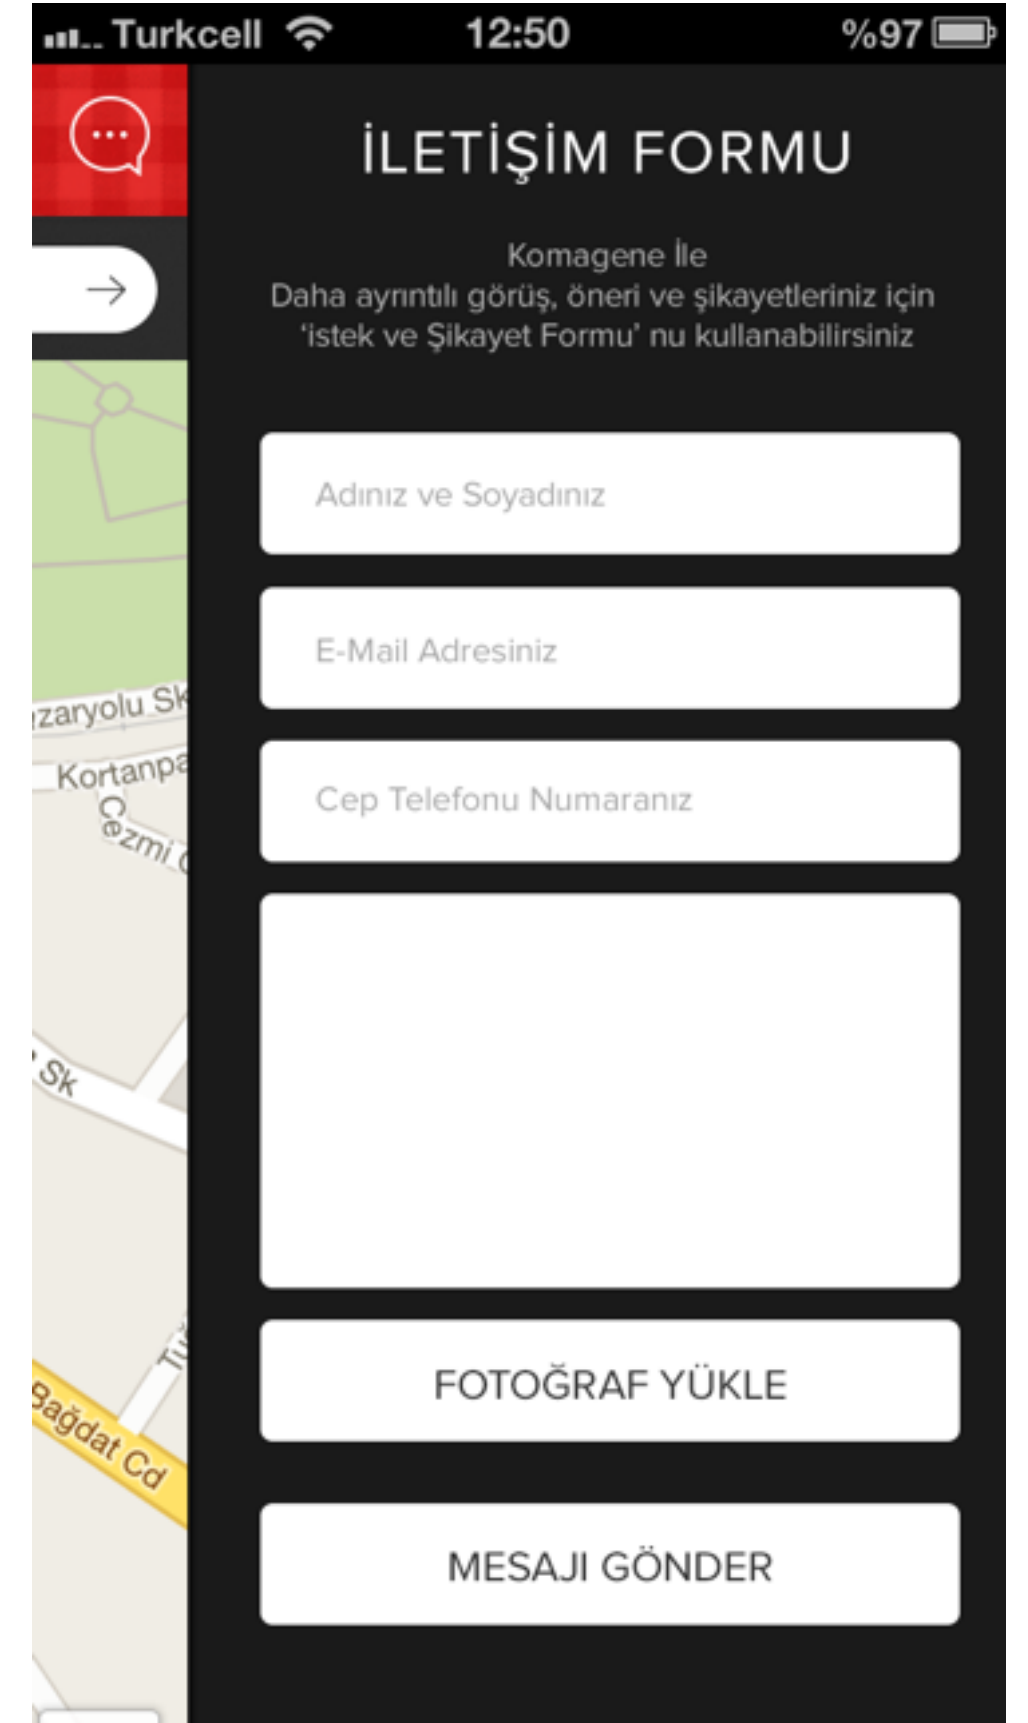 Turkcell 12:50 %97
İLETİŞİM FORMU
Komagene İle
Daha ayrıntılı görüş, öneri ve şikayetleriniz için
‘istek ve Şikayet Formu’ nu kullanabilirsiniz
Adınız ve Soyadınız
E-Mail Adresiniz
Cep Telefonu Numaranız
FOTOĞRAF YÜKLE
MESAJI GÖNDER
zaryolu Sk
Kortanpa
Cezmi
Sk
Bağdat Cd